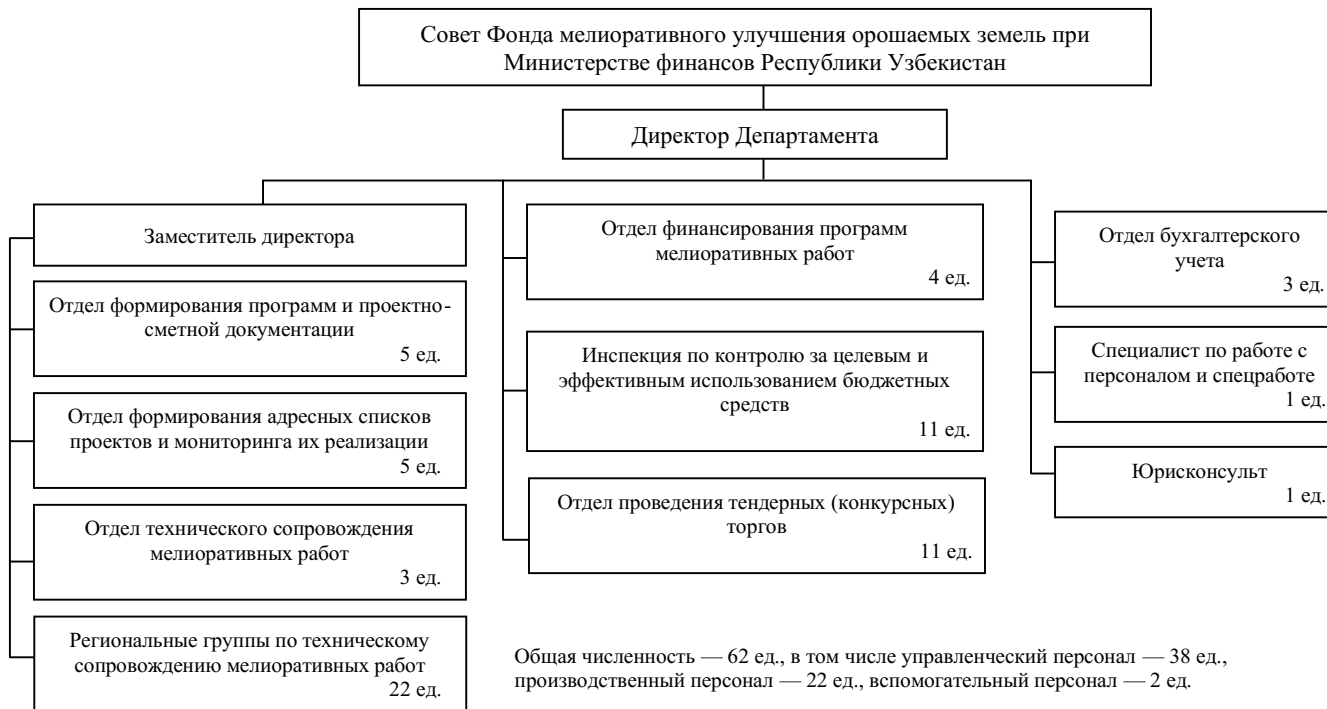 Совет Фонда мелиоративного улучшения орошаемых земель при
Министерстве финансов Республики Узбекистан
Директор Департамента
Заместитель директора
Отдел формирования программ и проектно-
сметной документации
5 ед.
Отдел формирования адресных списков
проектов и мониторинга их реализации
5 ед.
Отдел технического сопровождения
мелиоративных работ
3 ед.
Региональные группы по техническому
сопровождению мелиоративных работ
22 ед.
Отдел финансирования программ
мелиоративных работ
4 ед.
Инспекция по контролю за целевым и
эффективным использованием бюджетных
средств
11 ед.
Отдел проведения тендерных (конкурсных)
торгов
11 ед.
Отдел бухгалтерского
учета
3 ед.
Специалист по работе с
персоналом и спецработе
1 ед.
Юрисконсульт
1 ед.
Общая численность — 62 ед., в том числе управленческий персонал — 38 ед.,
производственный персонал — 22 ед., вспомогательный персонал — 2 ед.